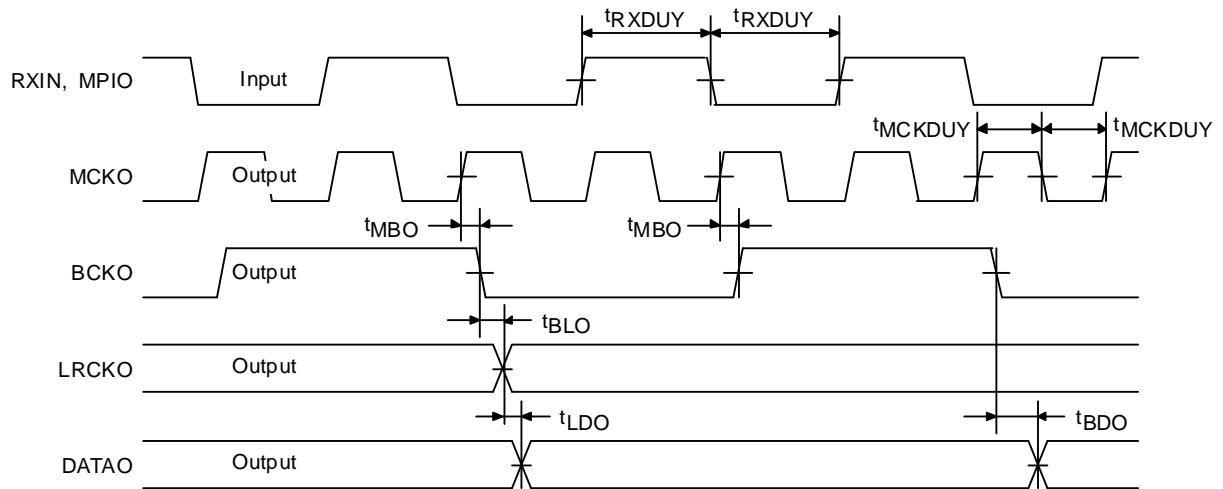 tRXDUY tRXDUY
RXIN, MPIO Input
tMCKDUY tMCKDUY
MCKO Output
tMBO tMBO
BCKO Output
tBLO
LRCKO Output
tLDO tBDO
DATAO Output